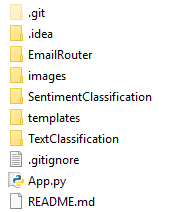 .git
.idea
EmailRouter
images
SentimentClassification
templates
TextClassification
.gitignore
App.py
README.md